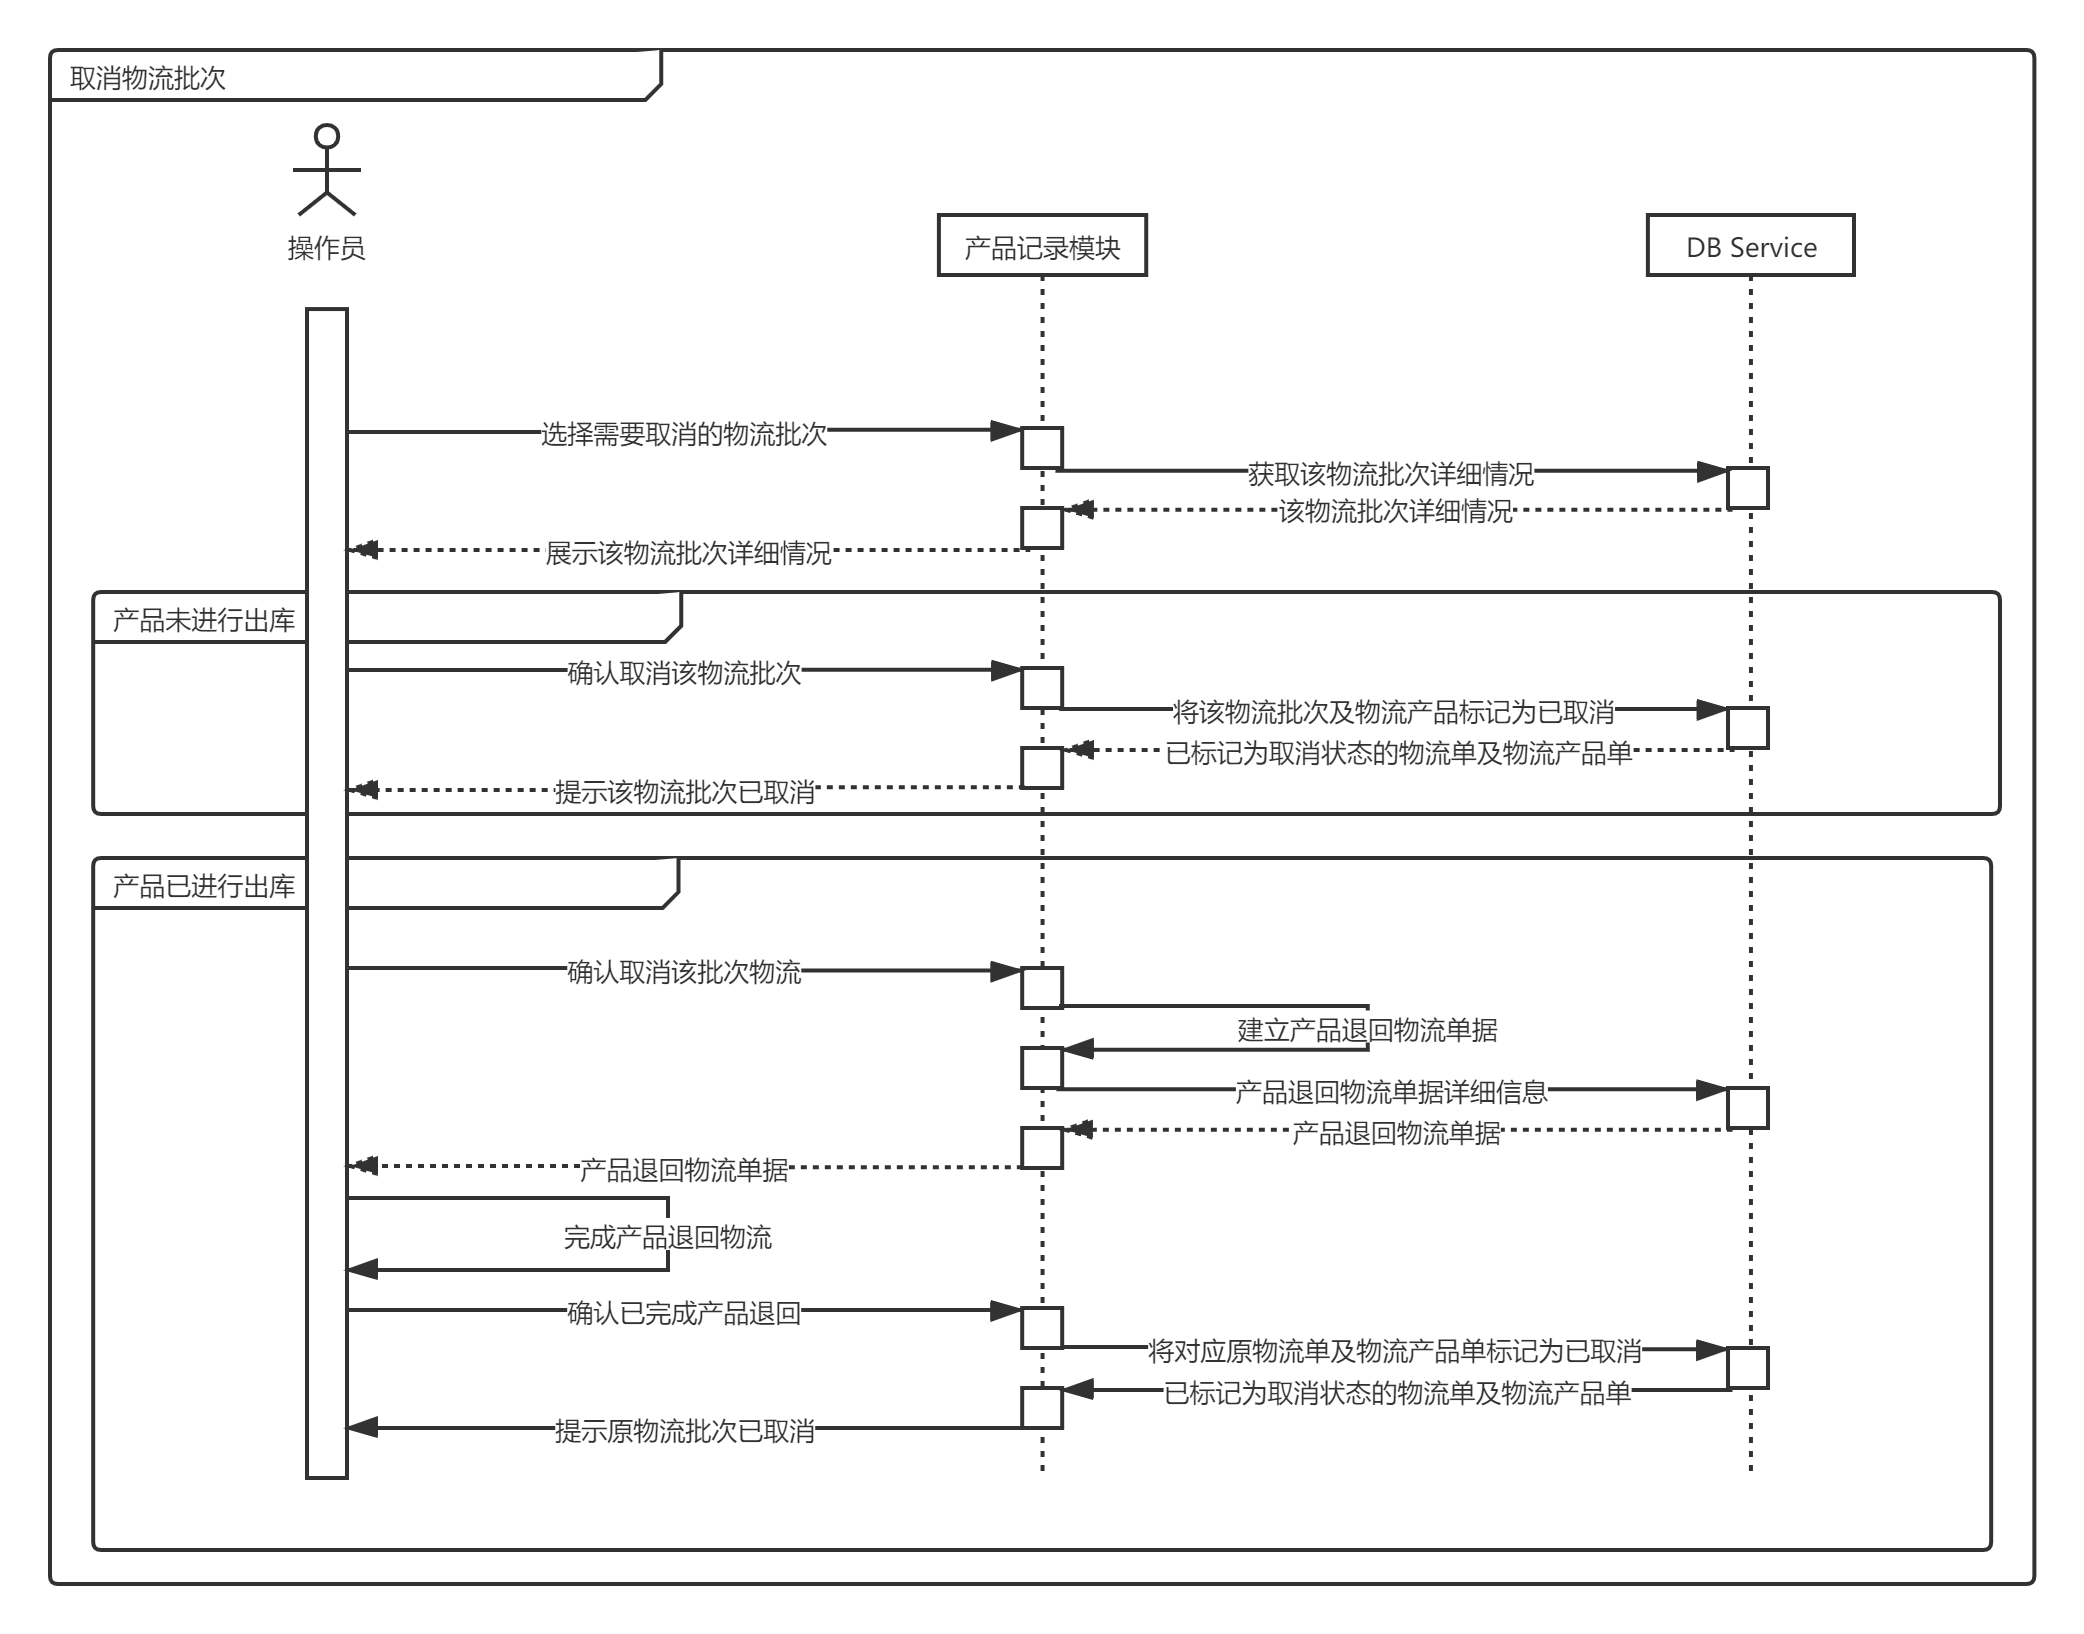 取消物流批次
操作员
产品记录模块
DB Service
选择需要取消的物流批次
获取该物流批次详细情况
该物流批次详细情况
展示该物流批次详细情况
产品未进行出库
确认取消该物流批次
将该物流批次及物流产品标记为已取消
已标记为取消状态的物流单及物流产品单
提示该物流批次已取消
产品已进行出库
确认取消该批次物流
建立产品退回物流单据
产品退回物流单据详细信息
产品退回物流单据
产品退回物流单据
完成产品退回物流
确认已完成产品退回
将对应原物流单及物流产品单标记为已取消
已标记为取消状态的物流单及物流产品单
提示原物流批次已取消